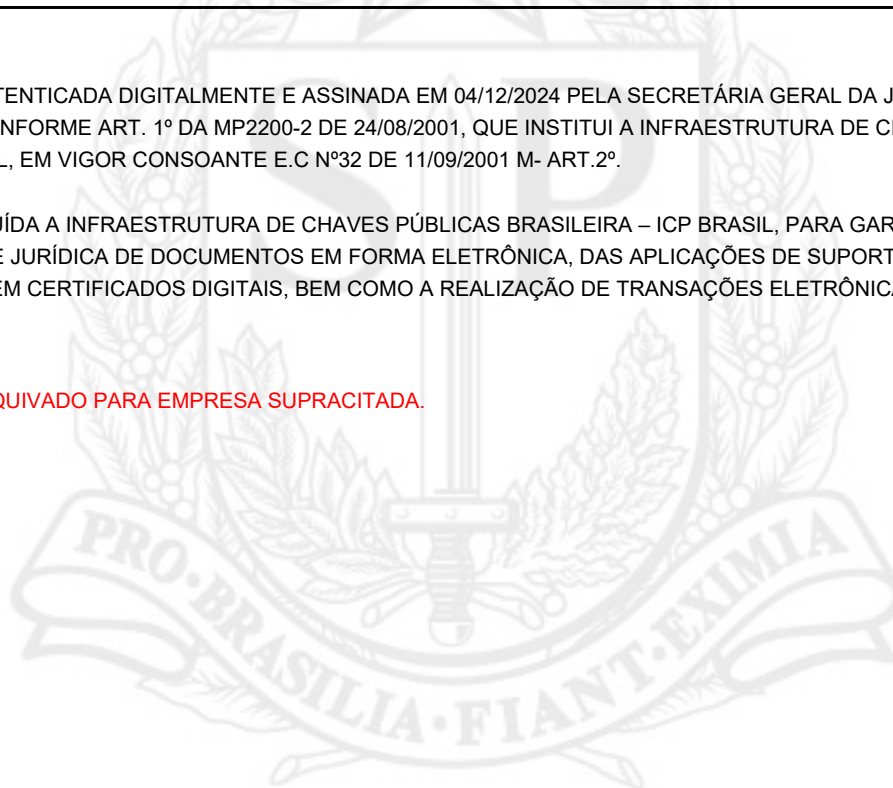 TENTICADA DIGITALMENTE E ASSINADA EM 04/12/2024 PELA SECRETÁRIA GERAL DA J
NFORME ART. 1º DA MP2200-2 DE 24/08/2001, QUE INSTITUI A INFRAESTRUTURA DE C
L, EM VIGOR CONSOANTE E.C Nº32 DE 11/09/2001 M- ART.2º.
UÍDA A INFRAESTRUTURA DE CHAVES PÚBLICAS BRASILEIRA – ICP BRASIL, PARA GAR
E JURÍDICA DE DOCUMENTOS EM FORMA ELETRÔNICA, DAS APLICAÇÕES DE SUPORT
EM CERTIFICADOS DIGITAIS, BEM COMO A REALIZAÇÃO DE TRANSAÇÕES ELETRÔNICA
QUIVADO PARA EMPRESA SUPRACITADA.
SP
PRO·BRASILIA·FIANT·EXIMIA